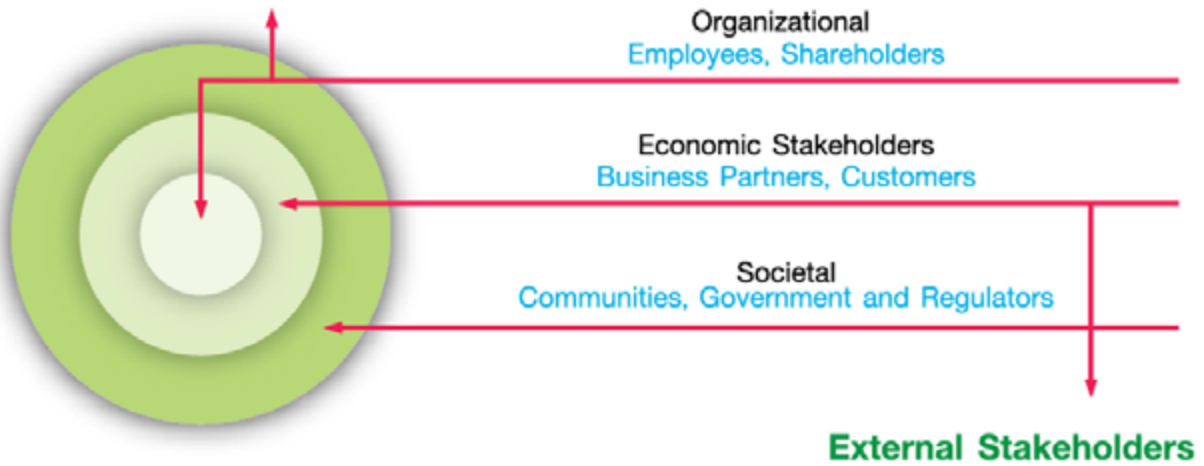 Organizational
Employees, Shareholders
Economic Stakeholders
Business Partners, Customers
Societal
Communities, Government and Regulators
External Stakeholders